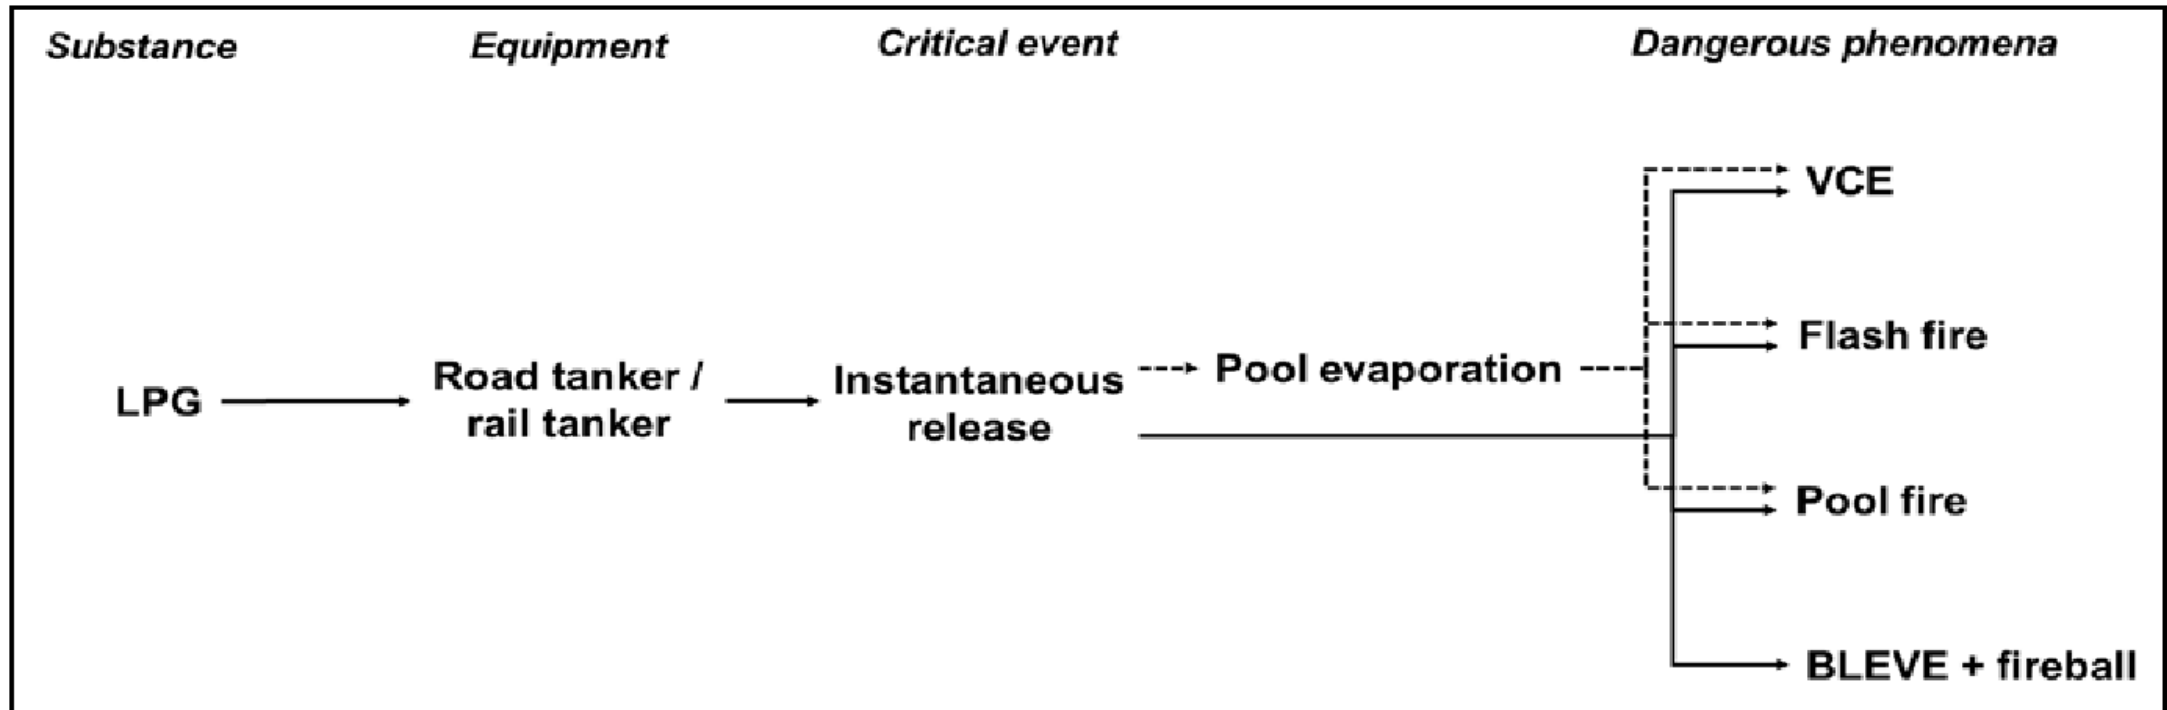 Substance
Equipment
Critical event
Dangerous phenomena
LPG
Road tanker /
rail tanker
Instantaneous
release
Pool evaporation
VCE
Flash fire
Pool fire
BLEVE + fireball